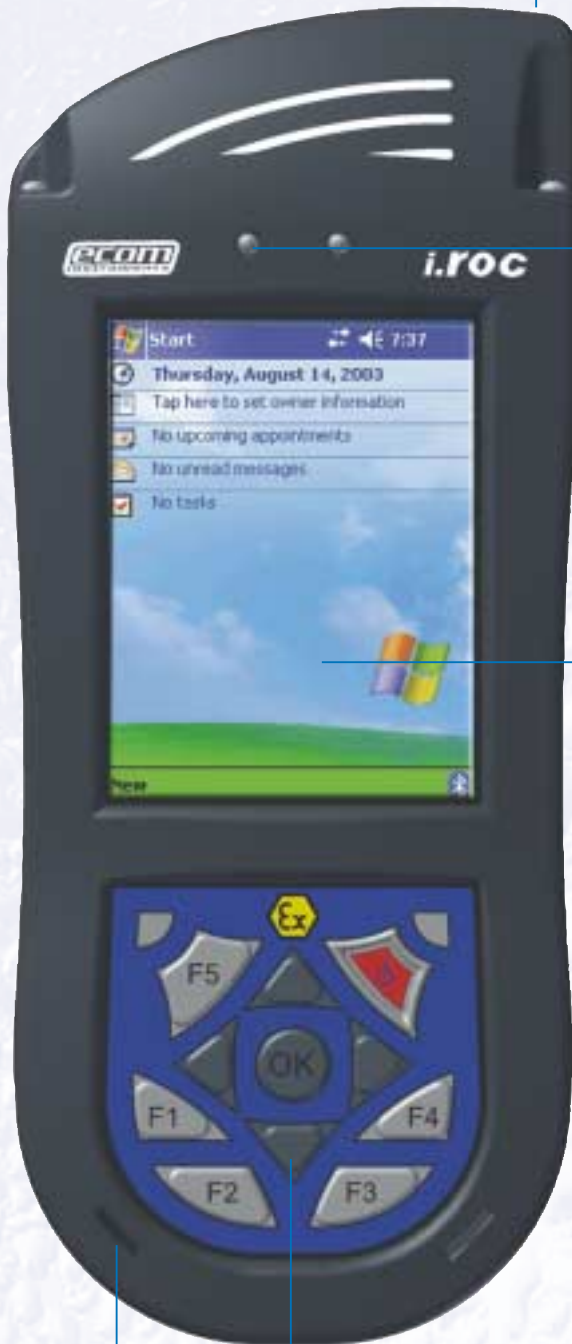 ecom
INSTRUMENTS
i.roc
Start 7:37
Thursday, August 14, 2003
Tap here to set owner information
No upcoming appointments
No unread messages
No tasks
New
Ex
F5
OK
F1 F4
F2 F3